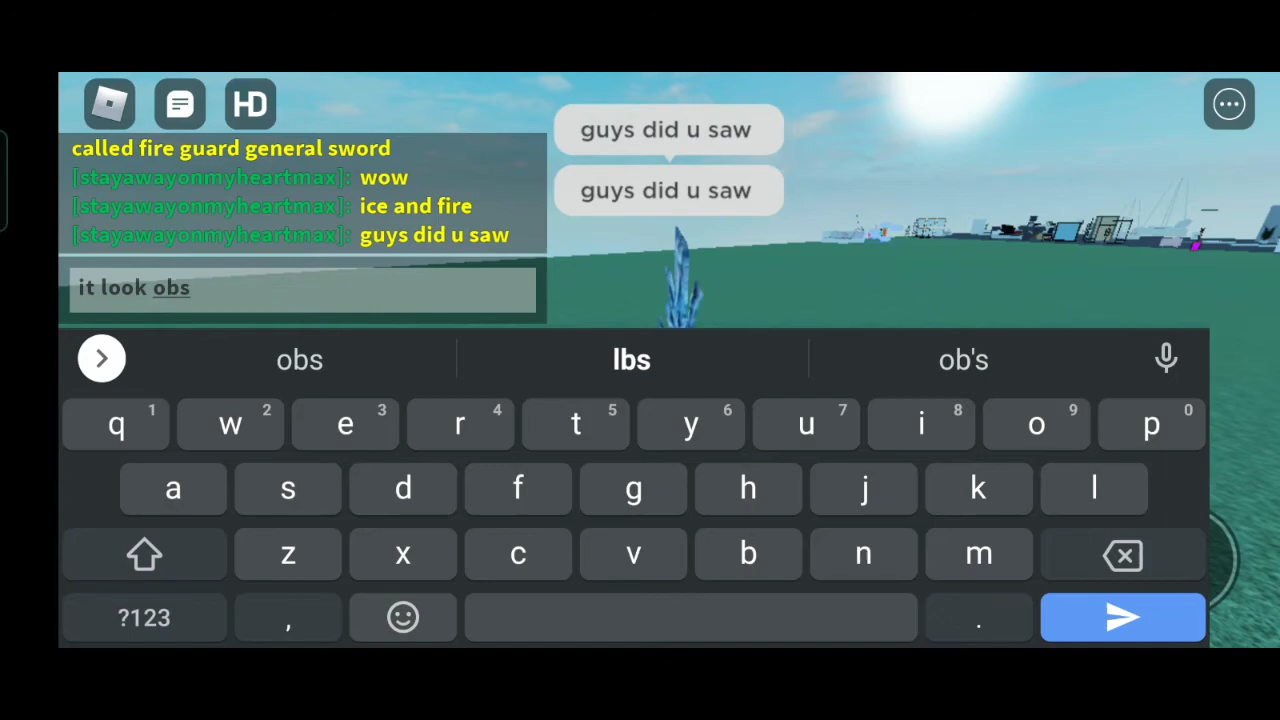 HD
called fire guard general sword
[stayawayonmyheartmax]: wow
[stayawayonmyheartmax]: ice and fire
[stayawayonmyheartmax]: guys did u saw
it look obs
guys did u saw
guys did u saw
obs lbs ob's
q 1 w 2 e 3 r 4 t 5 y 6 u 7 i 8 o 9 p 0
a s d f g h j k l
z x c v b n m
?123 , .